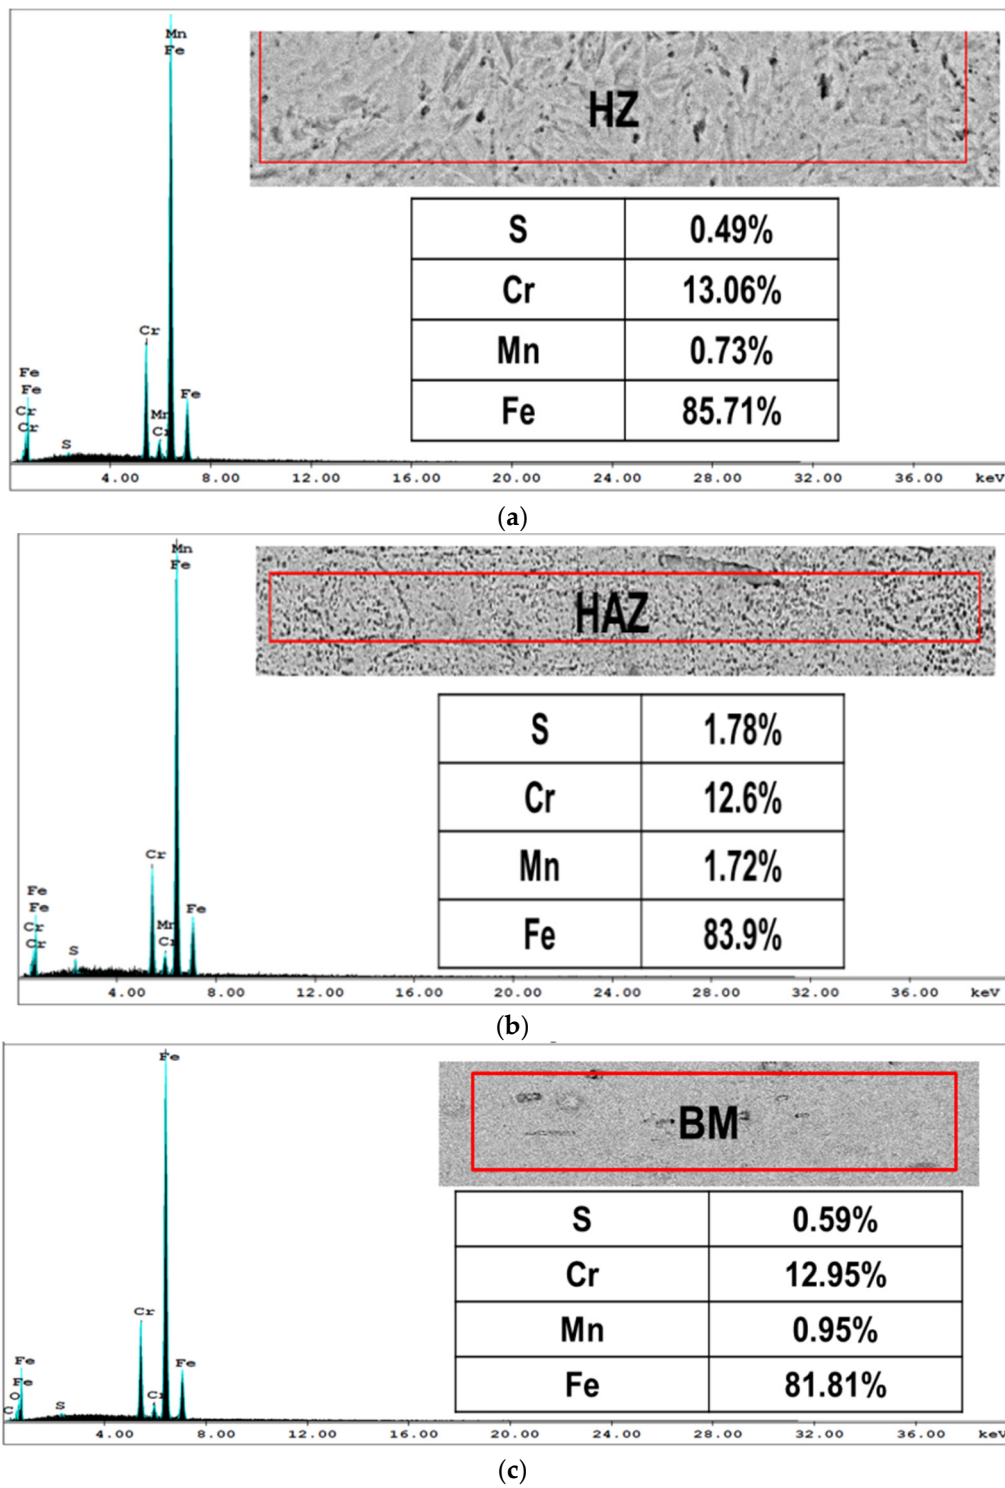 Mn
Fe
HZ
S 0.49%
Cr 13.06%
Mn 0.73%
Fe 85.71%
Cr
Fe
Fe
Fe
Mn
Cr
Cr
Cr
S
4.00 8.00 12.00 16.00 20.00 24.00 28.00 32.00 36.00 keV
(a)
Mn
Fe
HAZ
S 1.78%
Cr 12.6%
Mn 1.72%
Fe 83.9%
Cr
Fe
Fe
Fe
Cr
Mn
Cr
Cr
S
4.00 8.00 12.00 16.00 20.00 24.00 28.00 32.00 36.00 keV
(b)
Fe
BM
S 0.59%
Cr 12.95%
Mn 0.95%
Fe 81.81%
Cr
Fe
Fe
Fe
O
Cr
C
S
4.00 8.00 12.00 16.00 20.00 24.00 28.00 32.00 36.00 keV
(c)